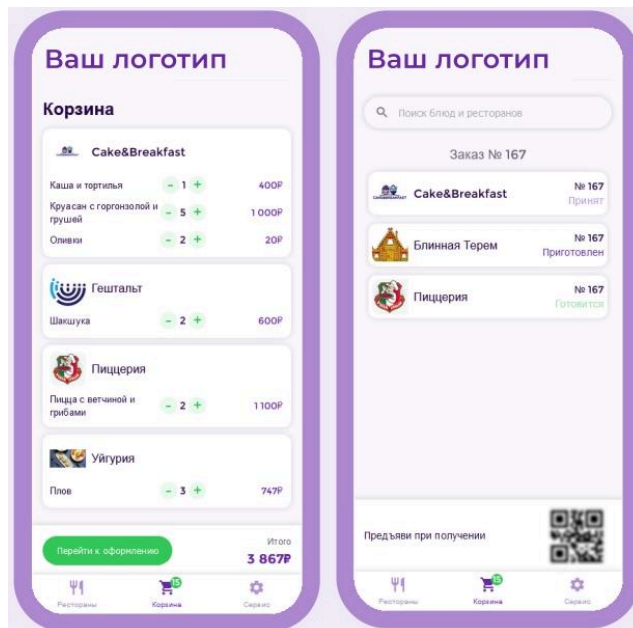 Ваш логотип
Корзина
Cake&Breakfast
Каша и тортилья - 1 + 400₽
Круасан с горгонзолой и
грушей - 5 + 1 000₽
Оливки - 2 + 20₽
Гештальт
Шакшука - 2 + 600₽
Пиццерия
Пицца с ветчиной и
грибами - 2 + 1 100₽
Уйгурия
Плов - 3 + 747₽
Перейти к оформлению
Итого
3 867₽
15
Рестораны Корзина Сервис
Ваш логотип
Поиск блюд и ресторанов
Заказ № 167
Cake&Breakfast № 167
Принят
Блинная Терем № 167
Приготовлен
Пиццерия № 167
Готовится
Предъяви при получении
15
Рестораны Корзина Сервис